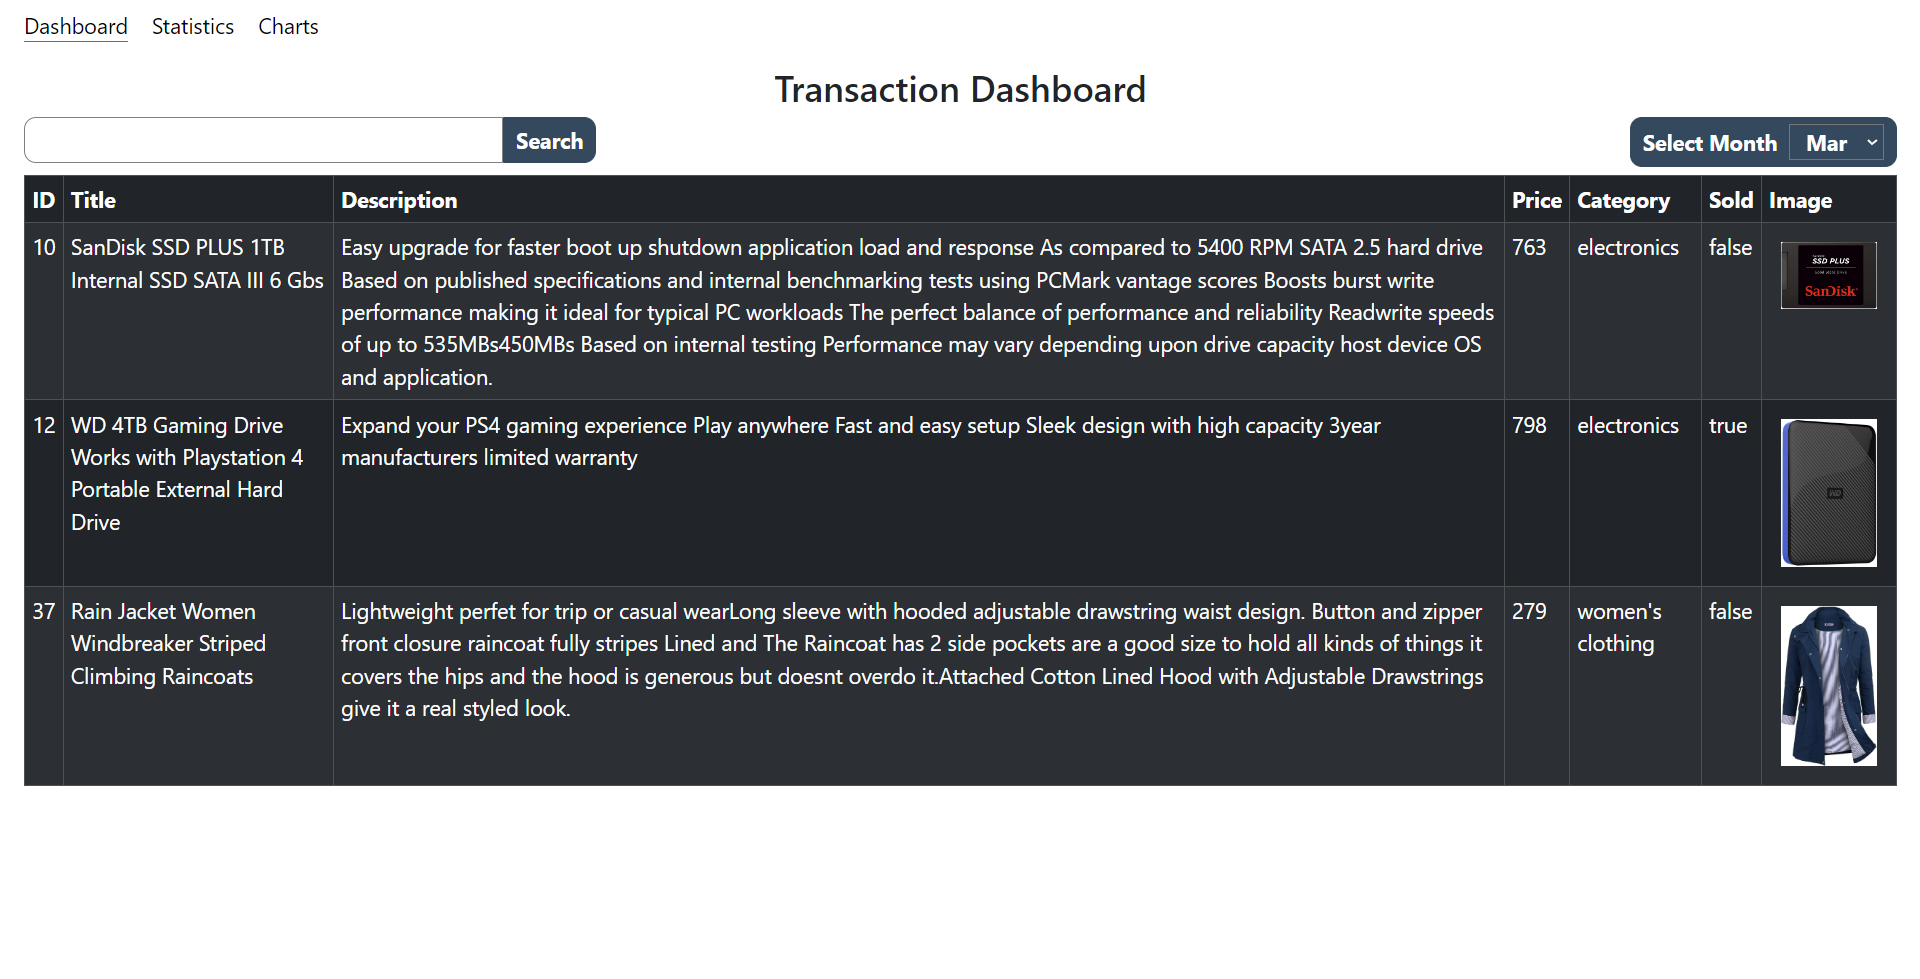 Dashboard Statistics Charts
Transaction Dashboard
Search
Select Month Mar
ID Title Description Price Category Sold Image
10
SanDisk SSD PLUS 1TB
Internal SSD SATA III 6 Gbs
Easy upgrade for faster boot up shutdown application load and response As compared to 5400 RPM SATA 2.5 hard drive
Based on published specifications and internal benchmarking tests using PCMark vantage scores Boosts burst write
performance making it ideal for typical PC workloads The perfect balance of performance and reliability Readwrite speeds
of up to 535MBs450MBs Based on internal testing Performance may vary depending upon drive capacity host device OS
and application.
763
electronics
false
SSD PLUS
SanDisk
12
WD 4TB Gaming Drive
Works with Playstation 4
Portable External Hard
Drive
Expand your PS4 gaming experience Play anywhere Fast and easy setup Sleek design with high capacity 3year
manufacturers limited warranty
798
electronics
true
WD
37
Rain Jacket Women
Windbreaker Striped
Climbing Raincoats
Lightweight perfet for trip or casual wearLong sleeve with hooded adjustable drawstring waist design. Button and zipper
front closure raincoat fully stripes Lined and The Raincoat has 2 side pockets are a good size to hold all kinds of things it
covers the hips and the hood is generous but doesnt overdo it.Attached Cotton Lined Hood with Adjustable Drawstrings
give it a real styled look.
279
women's
clothing
false